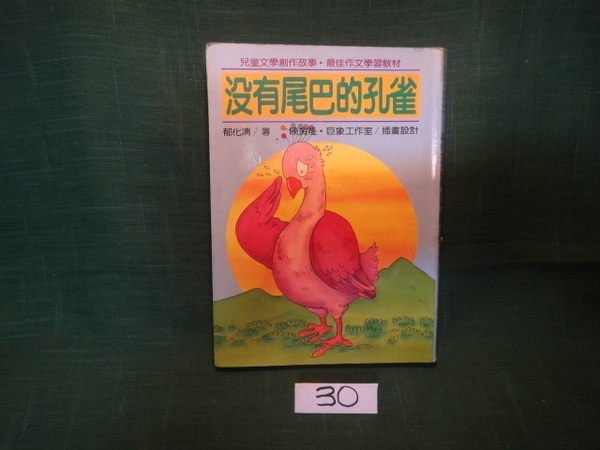 兒童文學創作故事・最佳作文學習教材
沒有尾巴的孔雀
郁化清/著 陳・巨象工作室/插畫設計
30